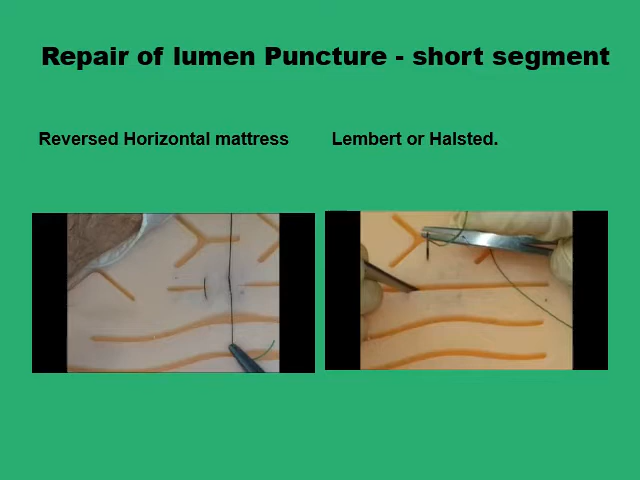 Repair of lumen Puncture - short segment
Reversed Horizontal mattress
Lembert or Halsted.